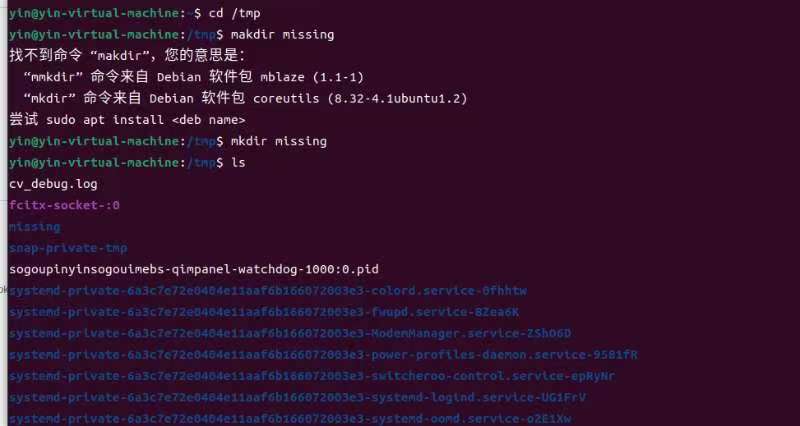 yin@yin-virtual-machine:~$ cd /tmp
yin@yin-virtual-machine:/tmp$ makdir missing
找不到命令 “makdir”，您的意思是：
“mmkdir” 命令来自 Debian 软件包 mblaze (1.1-1)
“mkdir” 命令来自 Debian 软件包 coreutils (8.32-4.1ubuntu1.2)
尝试 sudo apt install <deb name>
yin@yin-virtual-machine:/tmp$ mkdir missing
yin@yin-virtual-machine:/tmp$ ls
cv_debug.log
fcitx-socket-:0
missing
snap-private-tmp
sogoupinyinsogouimebs-qimpanel-watchdog-1000:0.pid
systemd-private-6a3c7e72e0404e11aaf6b166072003e3-colord.service-0fhhtw
systemd-private-6a3c7e72e0404e11aaf6b166072003e3-fwupd.service-8Zea6K
systemd-private-6a3c7e72e0404e11aaf6b166072003e3-ModemManager.service-ZShO6D
systemd-private-6a3c7e72e0404e11aaf6b166072003e3-power-profiles-daemon.service-9581fR
systemd-private-6a3c7e72e0404e11aaf6b166072003e3-switcheroo-control.service-epRyNr
systemd-private-6a3c7e72e0404e11aaf6b166072003e3-systemd-logind.service-UG1FrV
systemd-private-6a3c7e72e0404e11aaf6b166072003e3-systemd-oomd.service-o2E1Xw